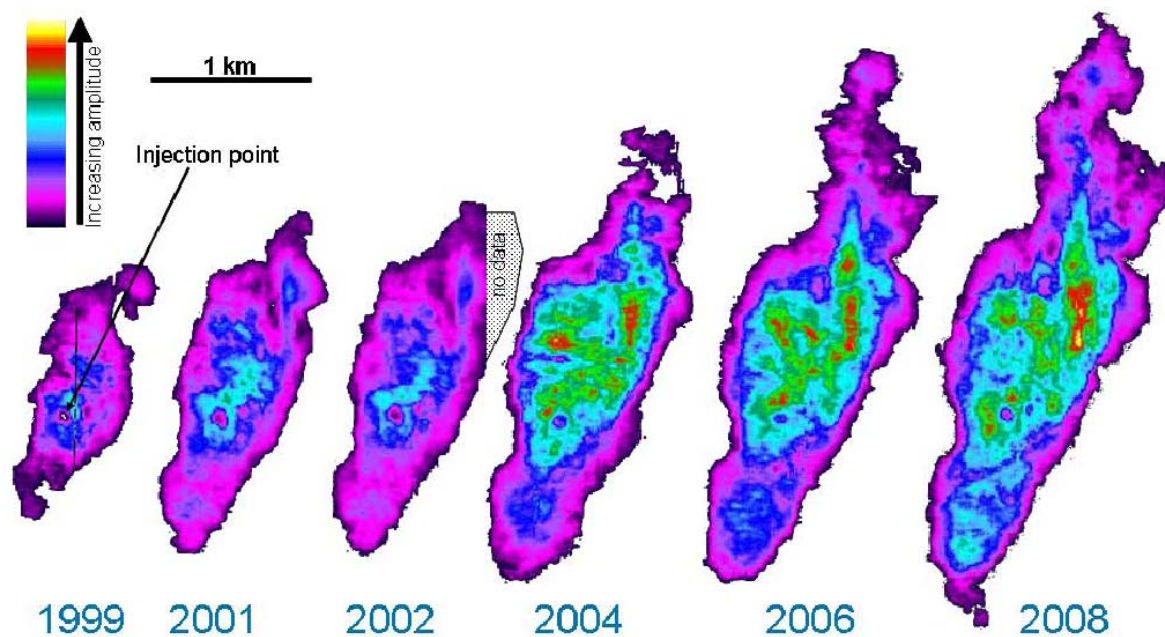 1 km
Increasing amplitude
Injection point
no data
1999
2001
2002
2004
2006
2008